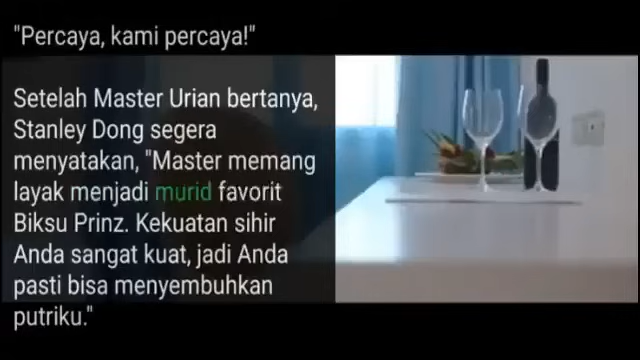 "Percaya, kami percaya!"
Setelah Master Urian bertanya,
Stanley Dong segera
menyatakan, "Master memang
layak menjadi murid favorit
Biksu Prinz. Kekuatan sihir
Anda sangat kuat, jadi Anda
pasti bisa menyembuhkan
putriku."